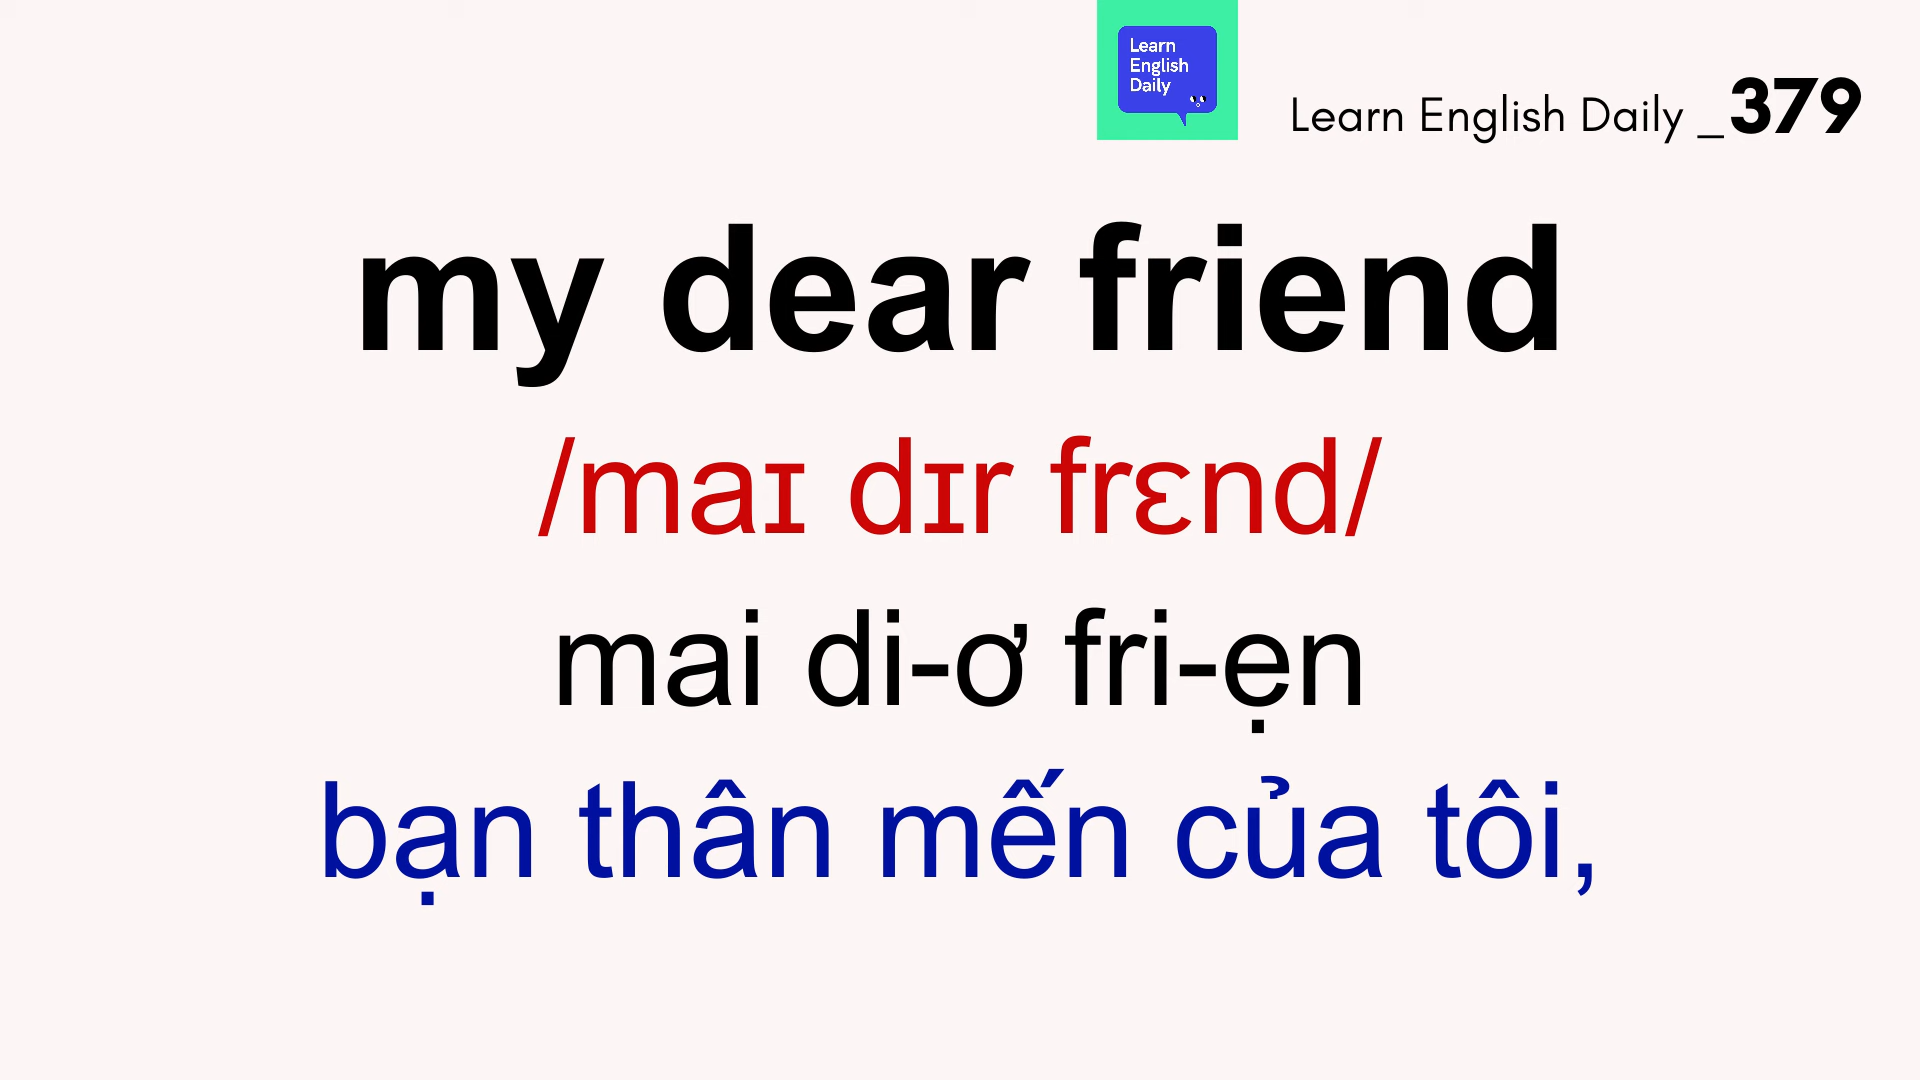 Learn
English
Daily
Learn English Daily _379
my dear friend
/maɪ dɪr frɛnd/
mai di-ơ fri-ẹn
bạn thân mến của tôi,